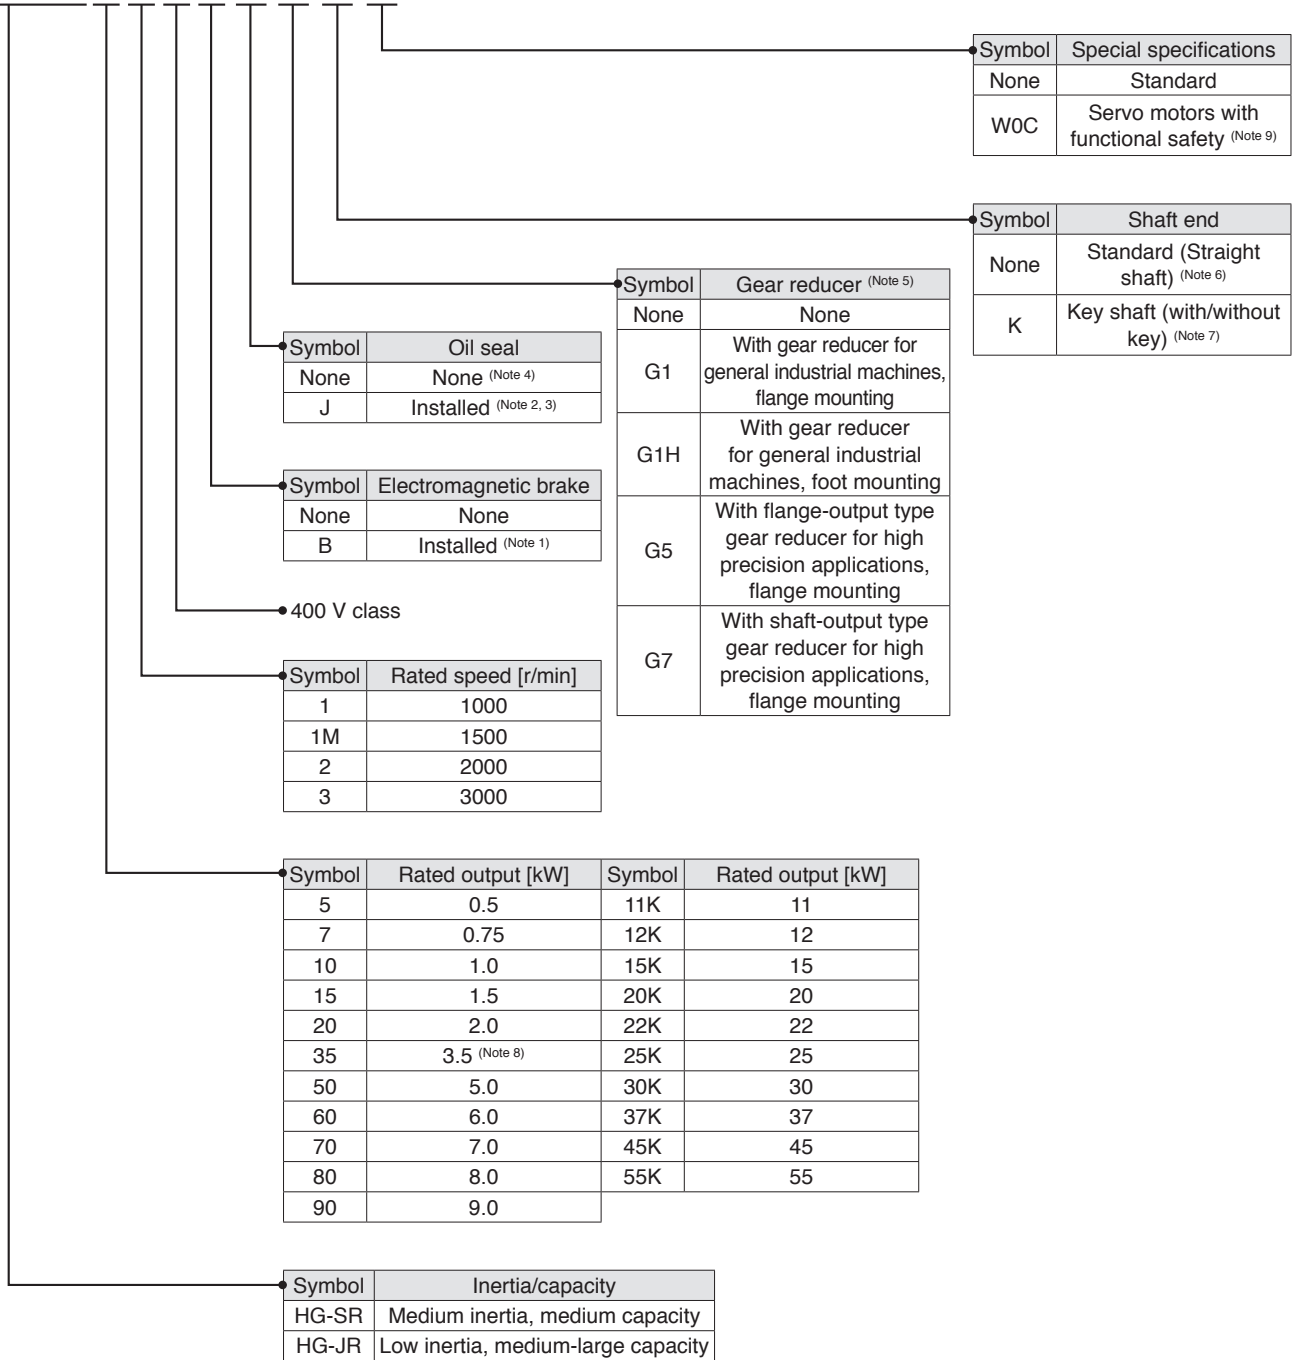 Symbol Special specifications
None Standard
W0C Servo motors with
functional safety (Note 9)
Symbol Shaft end
None Standard (Straight
shaft) (Note 6)
K Key shaft (with/without
key) (Note 7)
Symbol Gear reducer (Note 5)
None None
G1 With gear reducer for
general industrial machines,
flange mounting
G1H With gear reducer
for general industrial
machines, foot mounting
G5 With flange-output type
gear reducer for high
precision applications,
flange mounting
G7 With shaft-output type
gear reducer for high
precision applications,
flange mounting
Symbol Oil seal
None None (Note 4)
J Installed (Note 2, 3)
Symbol Electromagnetic brake
None None
B Installed (Note 1)
400 V class
Symbol Rated speed [r/min]
1 1000
1M 1500
2 2000
3 3000
Symbol Rated output [kW] Symbol Rated output [kW]
5 0.5 11K 11
7 0.75 12K 12
10 1.0 15K 15
15 1.5 20K 20
20 2.0 22K 22
35 3.5 (Note 8) 25K 25
50 5.0 30K 30
60 6.0 37K 37
70 7.0 45K 45
80 8.0 55K 55
90 9.0
Symbol Inertia/capacity
HG-SR Medium inertia, medium capacity
HG-JR Low inertia, medium-large capacity